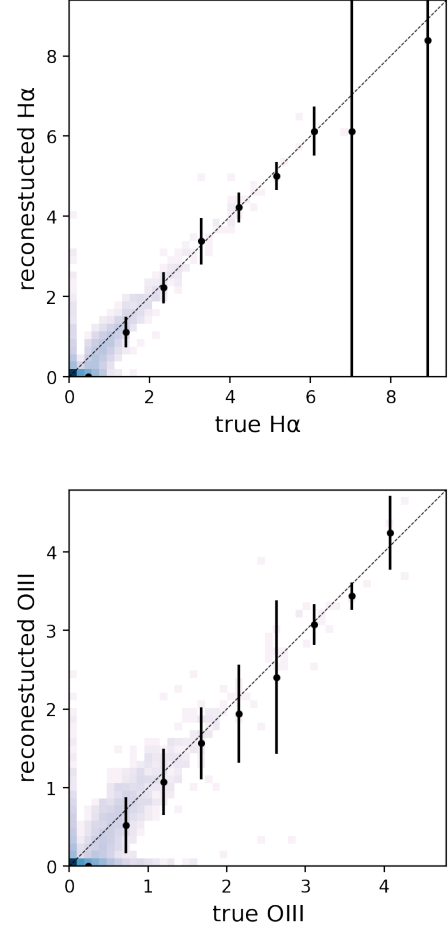 8
6
4
2
0
reconestucted Hα
0 2 4 6 8
true Hα
4
3
2
1
0
reconestucted OIII
0 1 2 3 4
true OIII